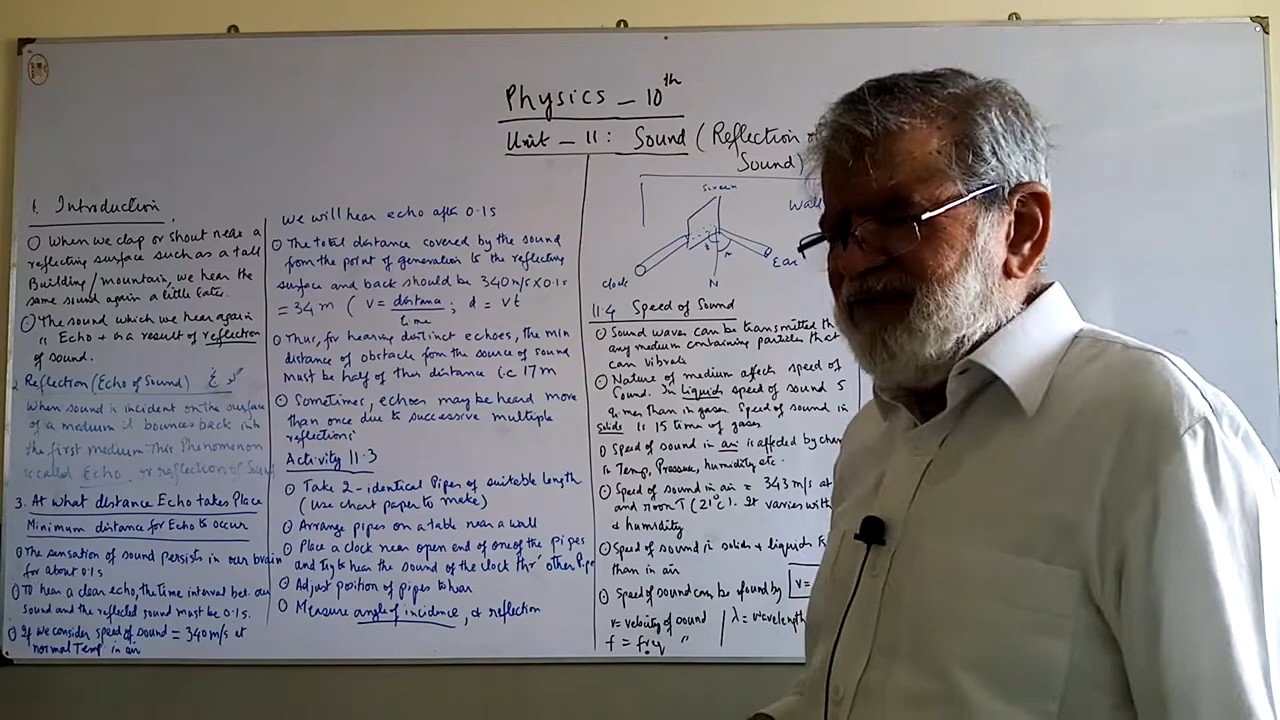 Physics - 10th
Unit - 11: Sound (Reflection of
Sound)
1. Introduction
When we clap or shout near a
reflecting surface such as a tall
Building/mountain, we hear the
same sound again a little later.
The sound which we hear again
is Echo + is a result of reflection
of sound.
2. Reflection (Echo of Sound) گونج
When sound is incident on the surface
of a medium it bounces back into
the first medium. This Phenomenon
is called Echo or reflection of Sound
3. At what distance Echo takes Place
Minimum distance for Echo to occur
The sensation of sound persists in our brain
for about 0.1s
To hear a clear echo, the time interval bet. our
sound and the reflected sound must be 0.1s.
If we consider speed of sound = 340 m/s at
normal Temp in air
we will hear echo after 0.1s
The total distance covered by the sound
from the point of generation to the reflecting
surface and back should be 340 m/s x 0.1s
= 34 m ( v = distance/time ; d = vt
Thus, for hearing distinct echoes, the min
distance of obstacle from the source of sound
must be half of this distance i.e 17 m
Sometimes, echoes may be heard more
than once due to successive multiple
reflections
Activity 11.3
Take 2 - identical Pipes of suitable length
(use chart paper to make)
Arrange pipes on a table near a wall
Place a clock near open end of one of the pipes
and try to hear the sound of the clock thr' other Pipe
Adjust position of pipes to hear
Measure angle of incidence, & reflection
Screen
Wall
i
r
Ear
clock
N
11.4 Speed of Sound
Sound waves can be transmitted th
any medium containing particles that
can vibrate
Nature of medium affect speed of
Sound. In liquids speed of sound 5
times than in gases. Speed of sound in
solids is 15 time of gases
Speed of sound in air is affected by chan
in Temp, Pressure, humidity etc.
Speed of sound in air = 343 m/s at
and room T (21°C). It varies with
& humidity
Speed of sound in solids + liquids is
than in air
Speed of sound can be found by v =
v = velocity of sound / λ = wavelength
f = frq "